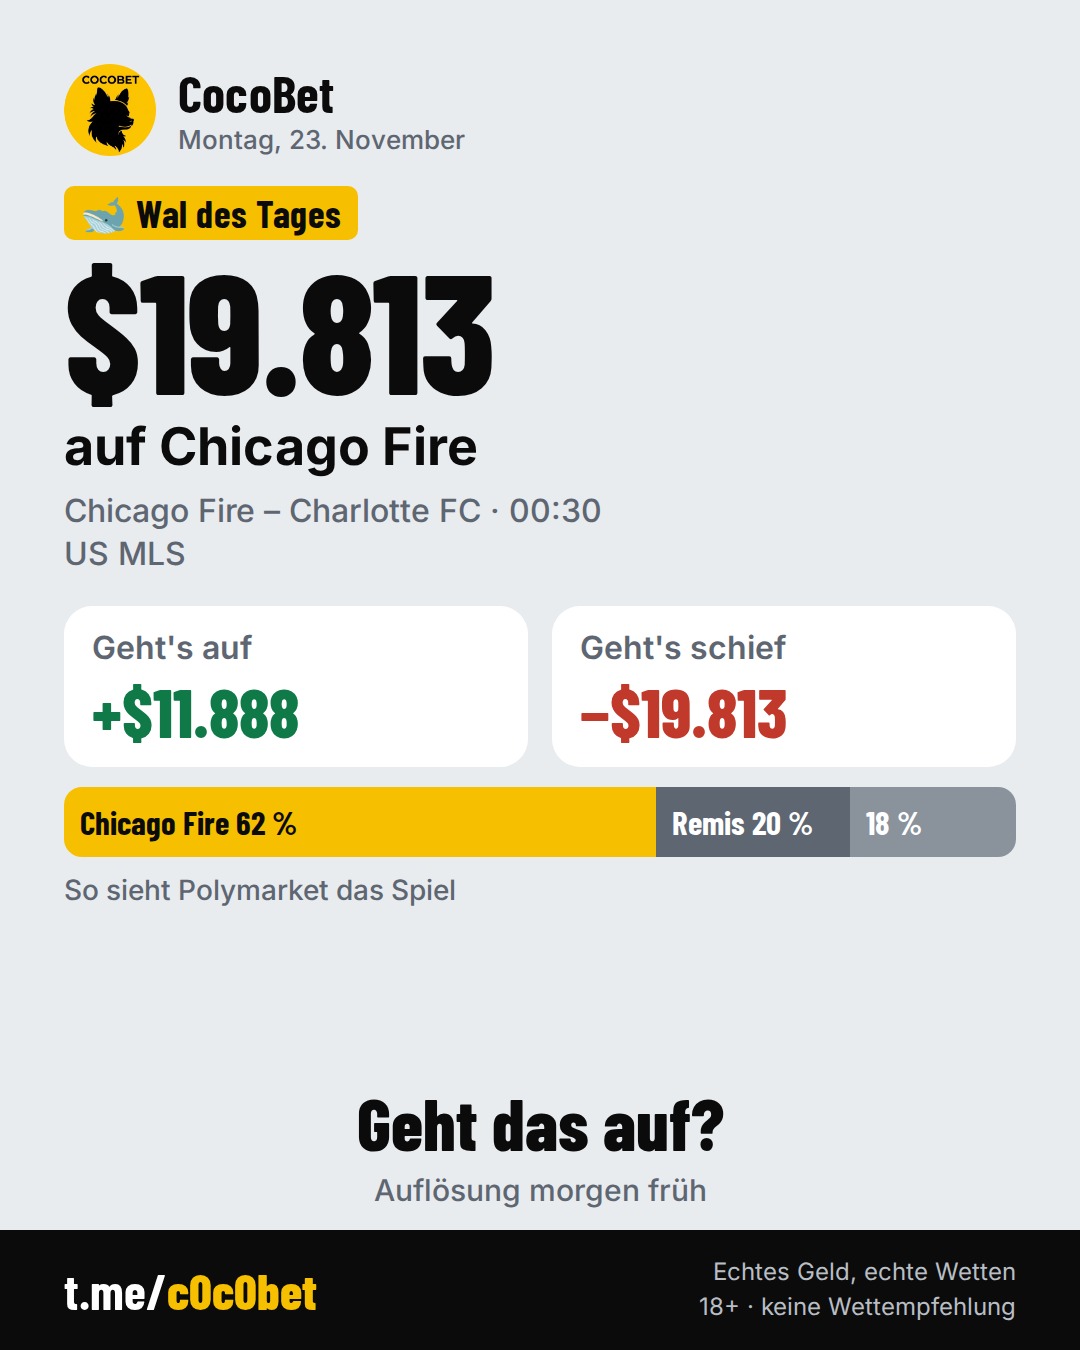 COCOBET
CocoBet
Montag, 23. November
🐳 Wal des Tages
$19.813
auf Chicago Fire
Chicago Fire – Charlotte FC · 00:30
US MLS
Geht's auf
+$11.888
Geht's schief
–$19.813
Chicago Fire 62 %
Remis 20 %
18 %
So sieht Polymarket das Spiel
Geht das auf?
Auflösung morgen früh
t.me/c0c0bet
Echtes Geld, echte Wetten
18+ · keine Wettempfehlung